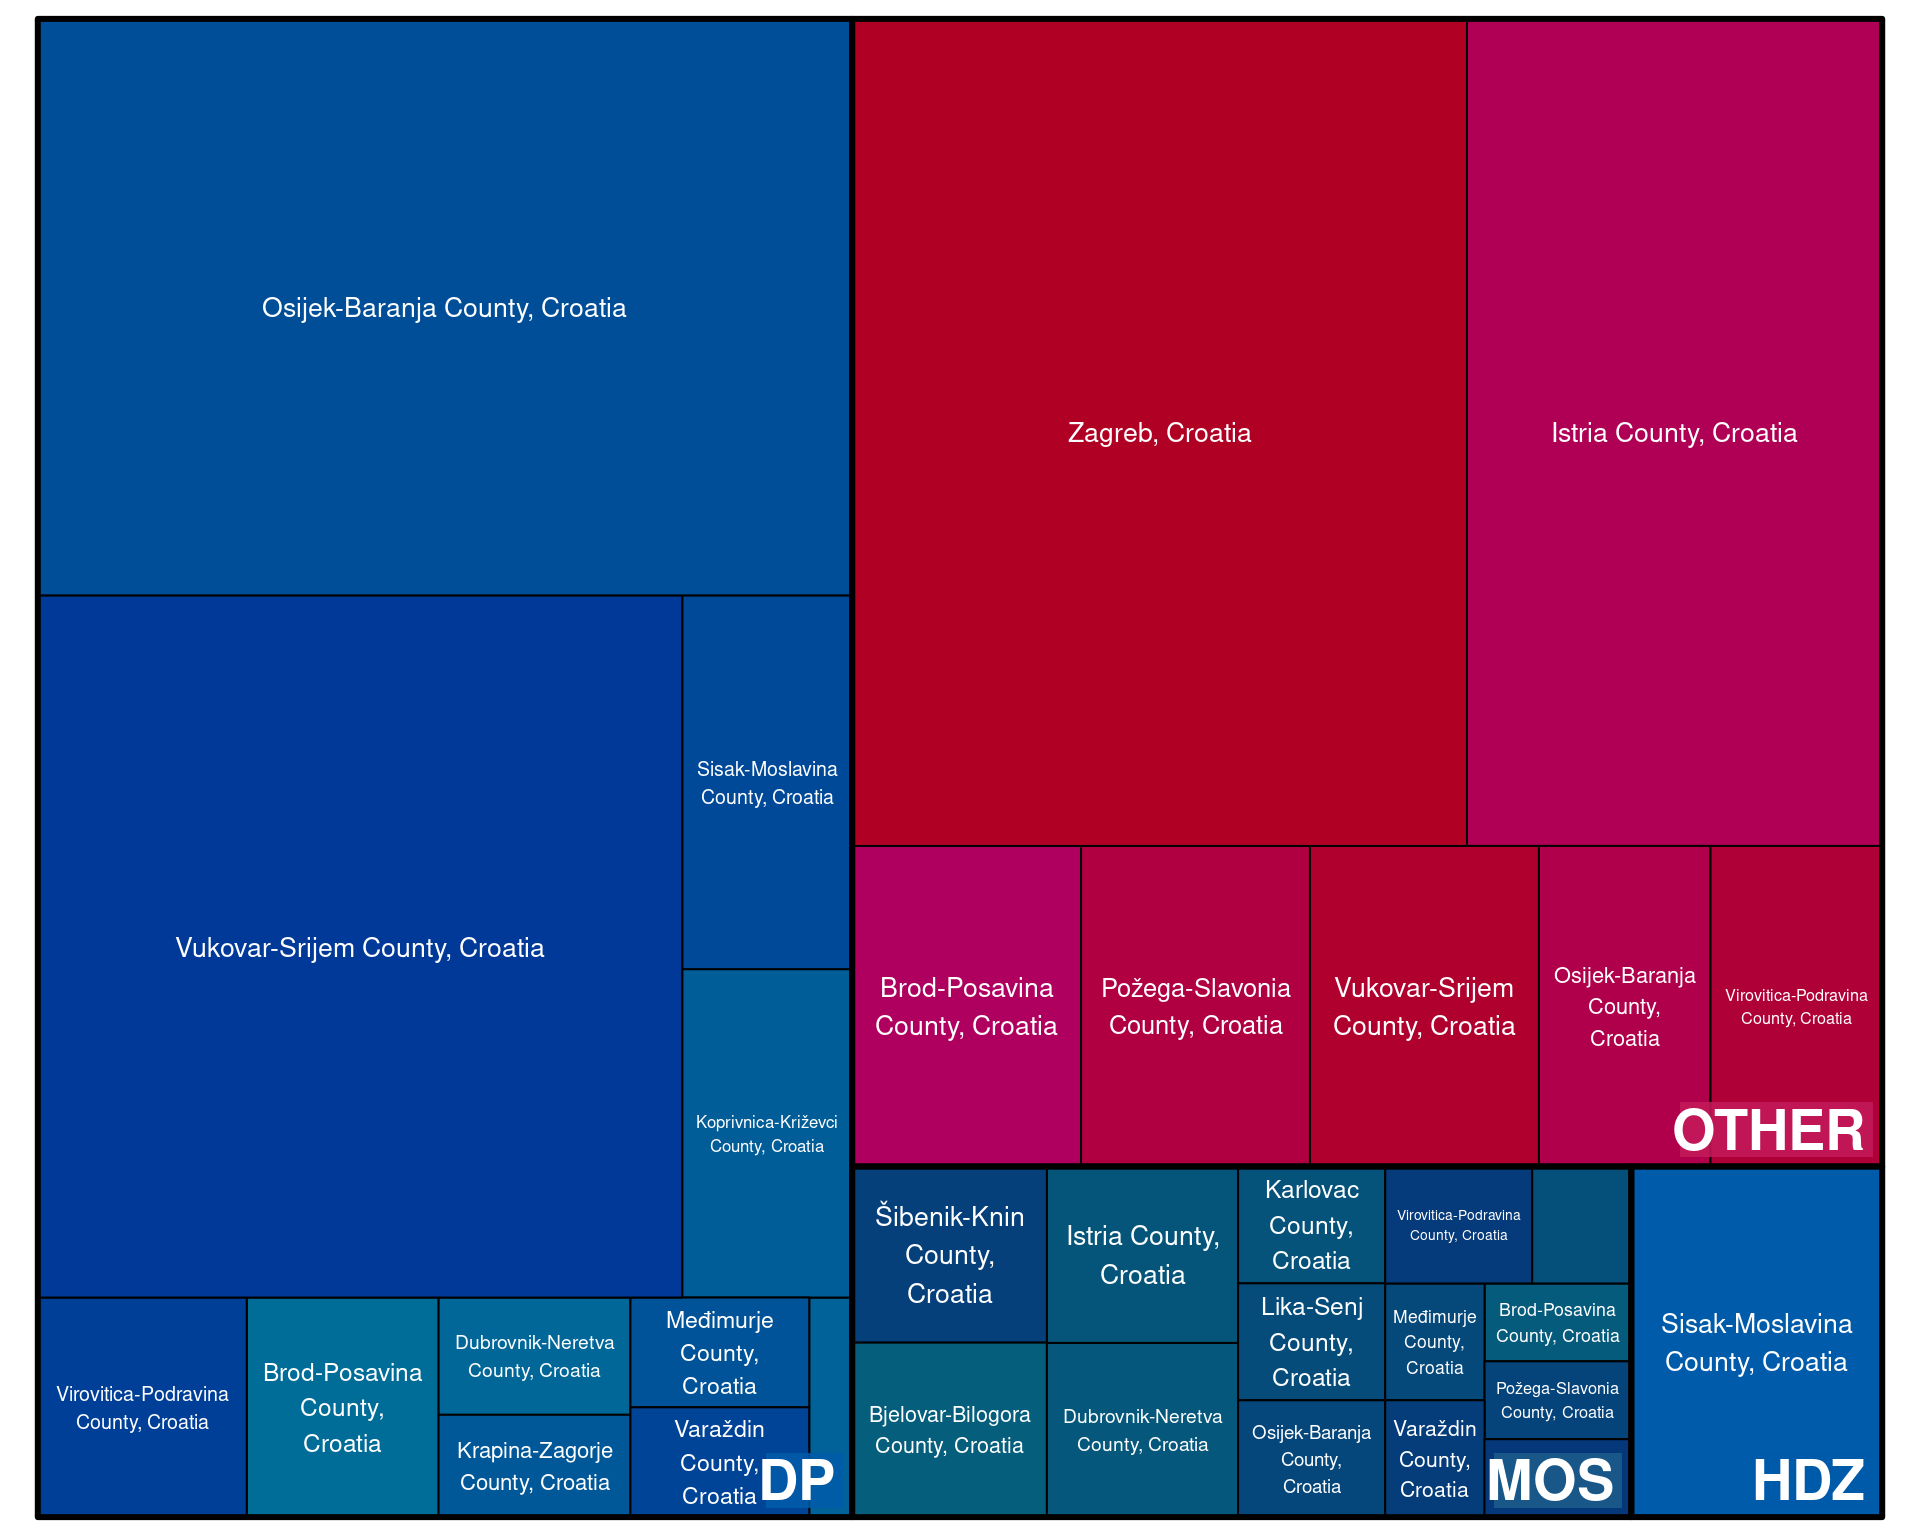 Osijek-Baranja County, Croatia
Vukovar-Srijem County, Croatia
Sisak-Moslavina
County, Croatia
Koprivnica-Križevci
County, Croatia
Virovitica-Podravina
County, Croatia
Brod-Posavina
County,
Croatia
Dubrovnik-Neretva
County, Croatia
Krapina-Zagorje
County, Croatia
Međimurje
County,
Croatia
Varaždin
County,
Croatia
DP
Zagreb, Croatia
Istria County, Croatia
Brod-Posavina
County, Croatia
Požega-Slavonia
County, Croatia
Vukovar-Srijem
County, Croatia
Osijek-Baranja
County,
Croatia
Virovitica-Podravina
County, Croatia
OTHER
Šibenik-Knin
County,
Croatia
Bjelovar-Bilogora
County, Croatia
Istria County,
Croatia
Dubrovnik-Neretva
County, Croatia
Karlovac
County,
Croatia
Lika-Senj
County,
Croatia
Osijek-Baranja
County,
Croatia
Virovitica-Podravina
County, Croatia
Međimurje
County,
Croatia
Varaždin
County,
Croatia
Brod-Posavina
County, Croatia
Požega-Slavonia
County, Croatia
MOS
Sisak-Moslavina
County, Croatia
HDZ